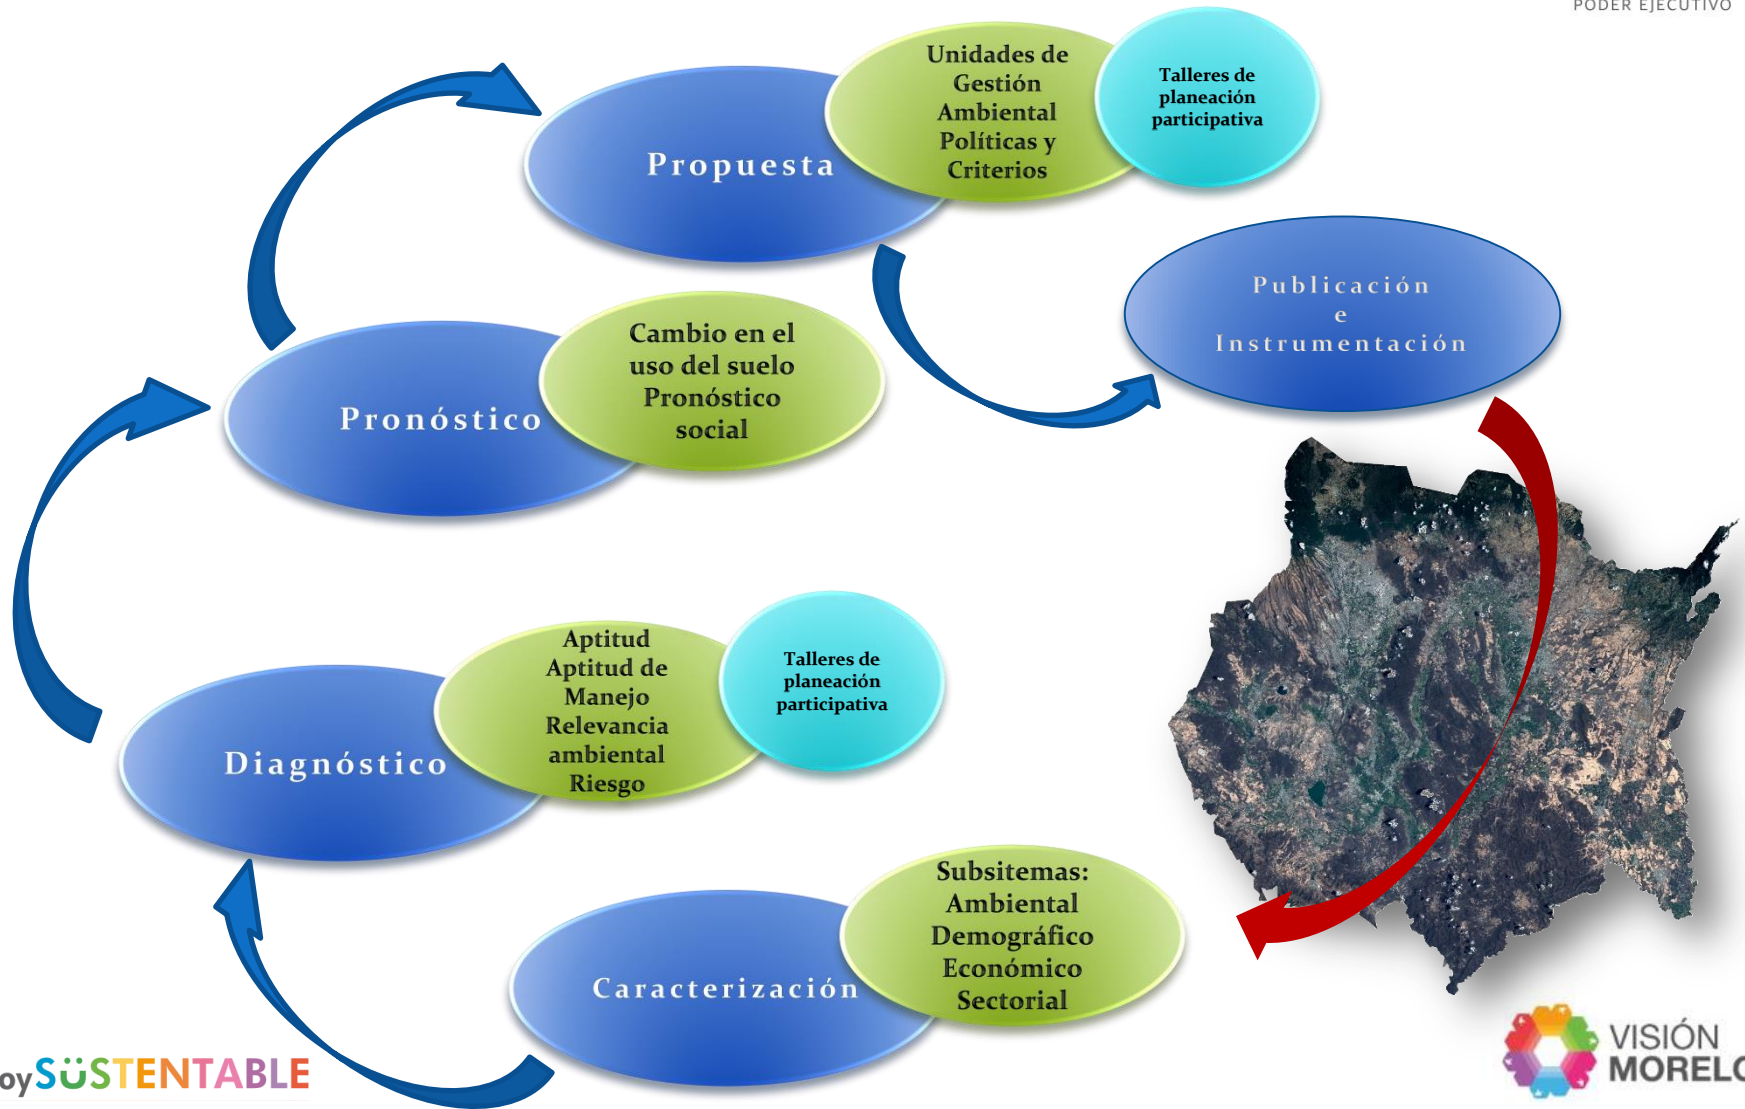 PODER EJECUTIVO
Propuesta
Unidades de
Gestión
Ambiental
Políticas y
Criterios
Talleres de
planeación
participativa
Publicación
e
Instrumentación
Pronóstico
Cambio en el
uso del suelo
Pronóstico
social
Diagnóstico
Aptitud
Aptitud de
Manejo
Relevancia
ambiental
Riesgo
Talleres de
planeación
participativa
Caracterización
Subsitemas:
Ambiental
Demográfico
Económico
Sectorial
oySÜSTENTABLE
VISIÓN
MORELO